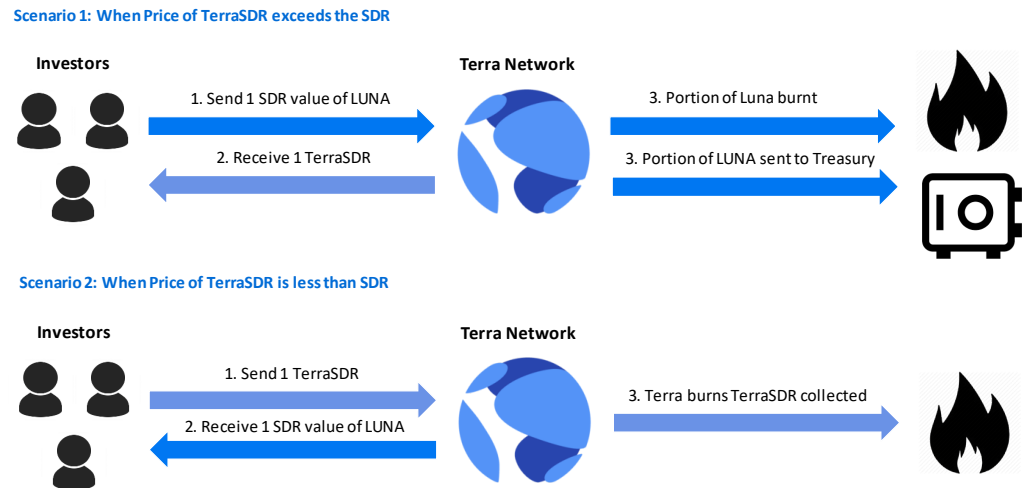 Scenario 1: When Price of TerraSDR exceeds the SDR
Investors
Terra Network
1. Send 1 SDR value of LUNA
3. Portion of Luna burnt
2. Receive 1 TerraSDR
3. Portion of LUNA sent to Treasury
Scenario 2: When Price of TerraSDR is less than SDR
Investors
Terra Network
1. Send 1 TerraSDR
3. Terra burns TerraSDR collected
2. Receive 1 SDR value of LUNA